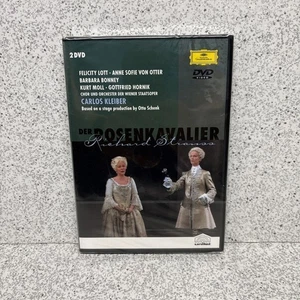 2 DVD
FELICITY LOTT · ANNE SOFIE VON OTTER
BARBARA BONNEY
KURT MOLL · GOTTFRIED HORNIK
CHOR UND ORCHESTER DER WIENER STAATSOPER
CARLOS KLEIBER
Based on a stage production by Otto Schenk
DVD
VIDEO
DER
ROSENKAVALIER
Richard Strauss